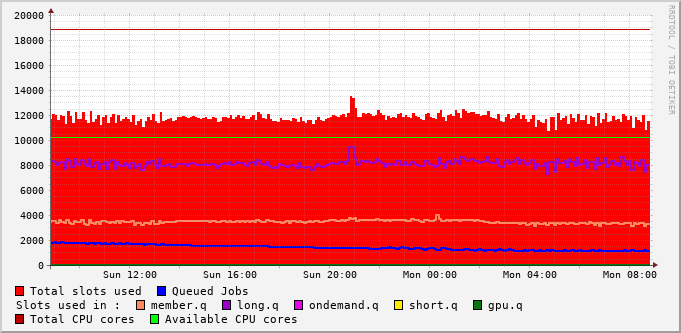 RRDTOOL / TOBI OETIKER
20000
18000
16000
14000
12000
10000
8000
6000
4000
2000
0
Sun 12:00 Sun 16:00 Sun 20:00 Mon 00:00 Mon 04:00 Mon 08:00
Total slots used Queued Jobs
Slots used in : member.q long.q ondemand.q short.q gpu.q
Total CPU cores Available CPU cores